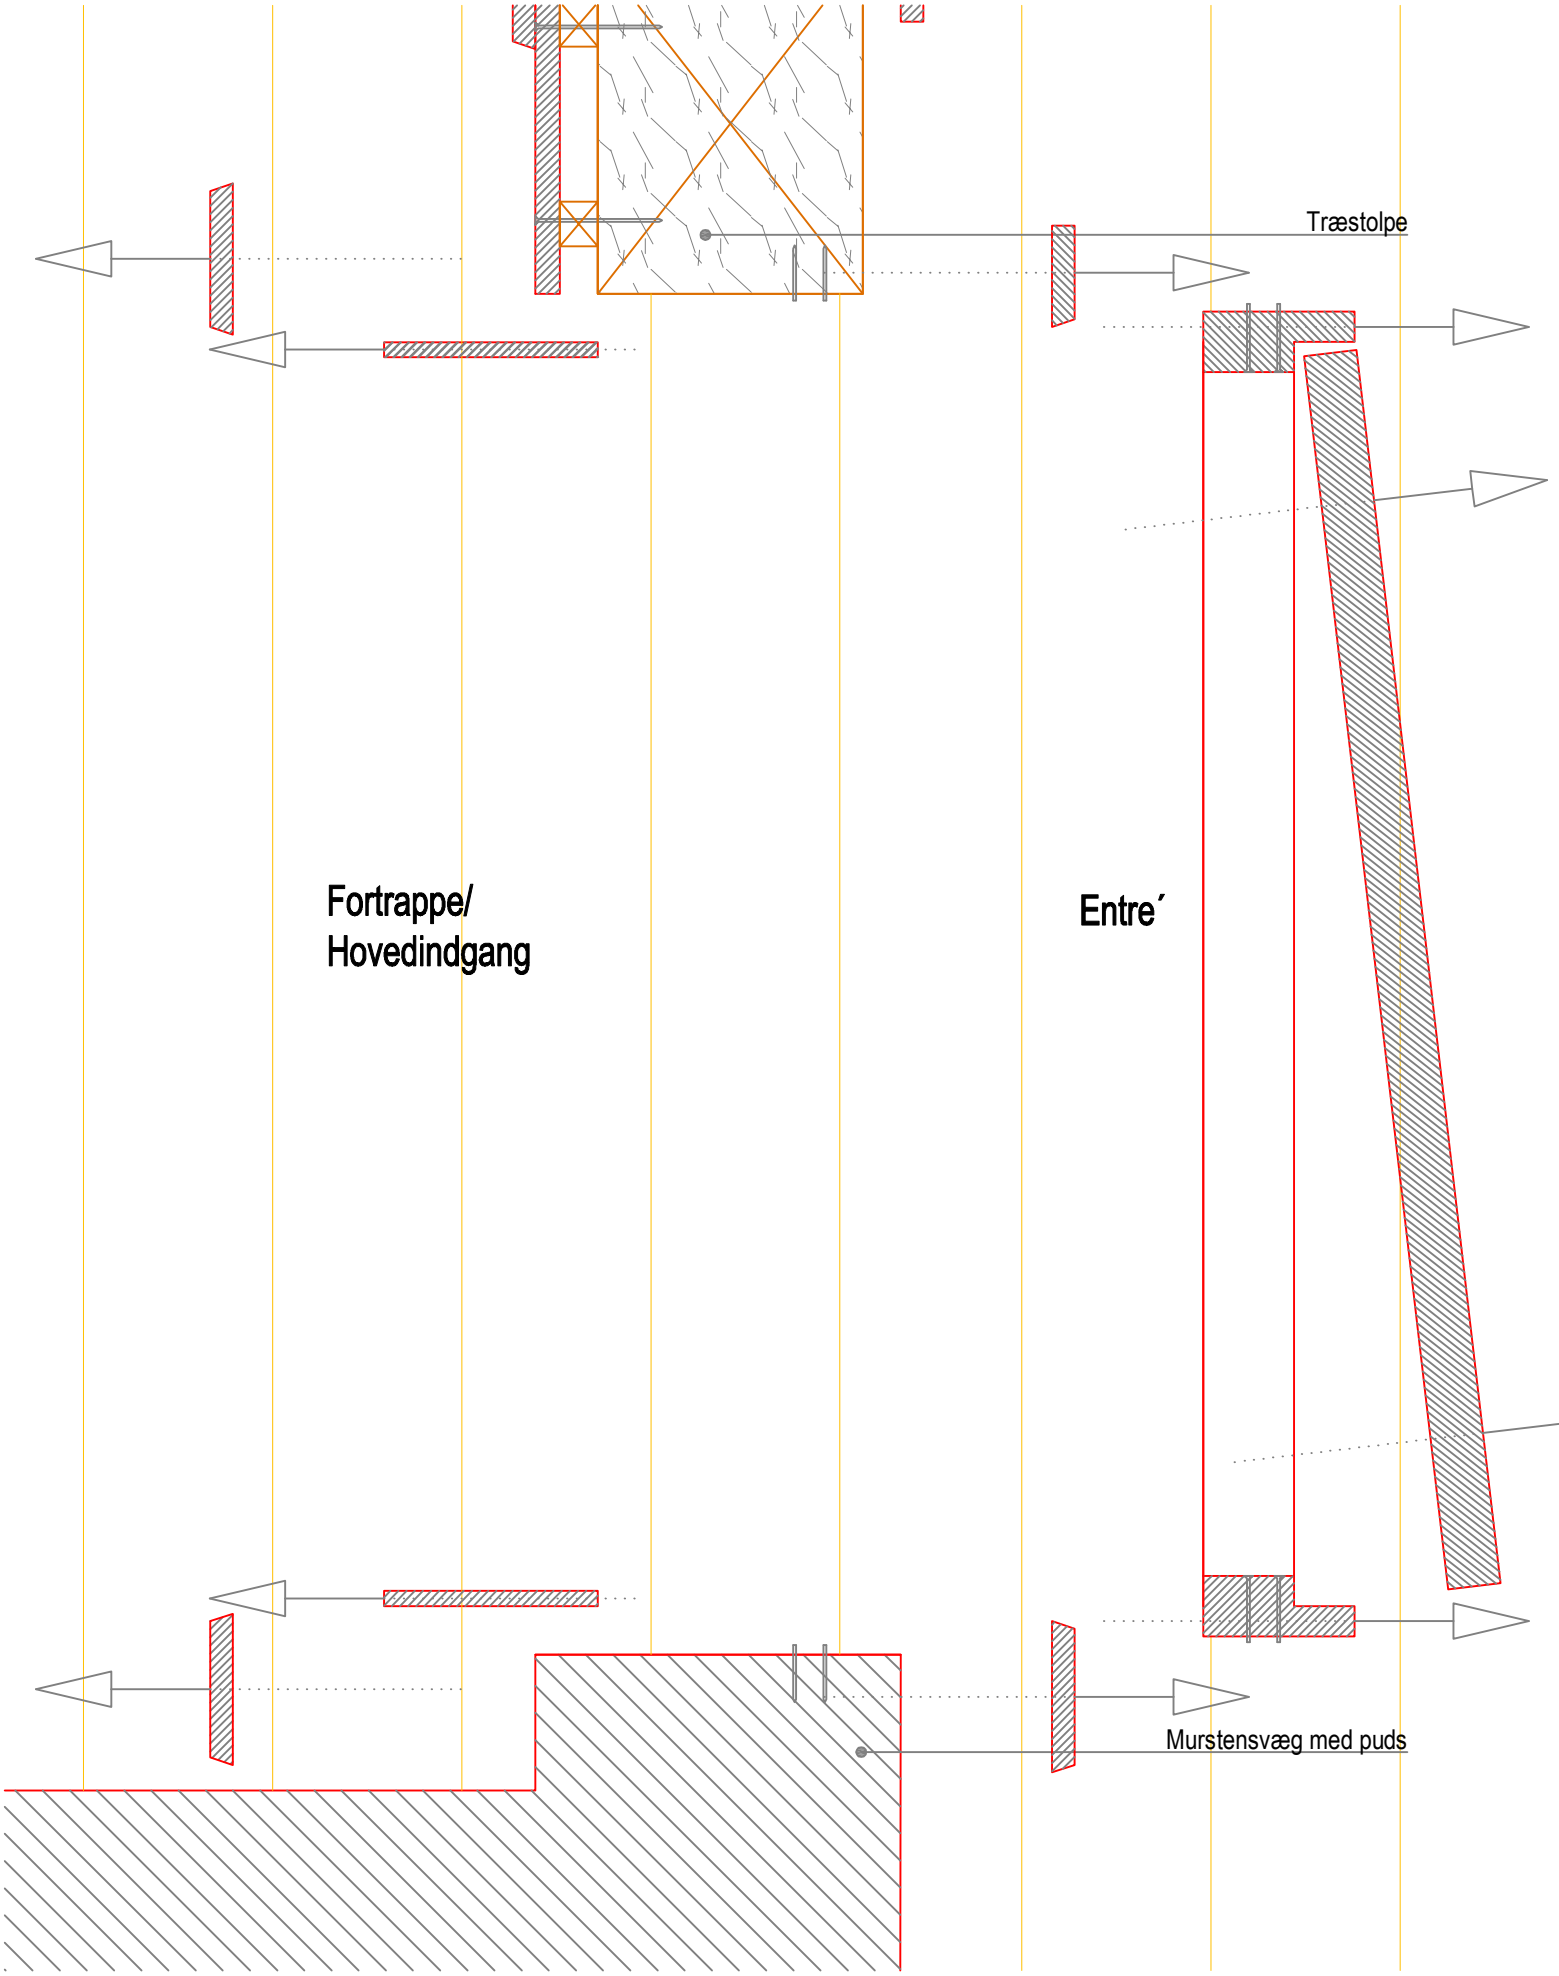 Træstolpe
Fortrappe/
Hovedindgang
Entre´
Murstensvæg med puds